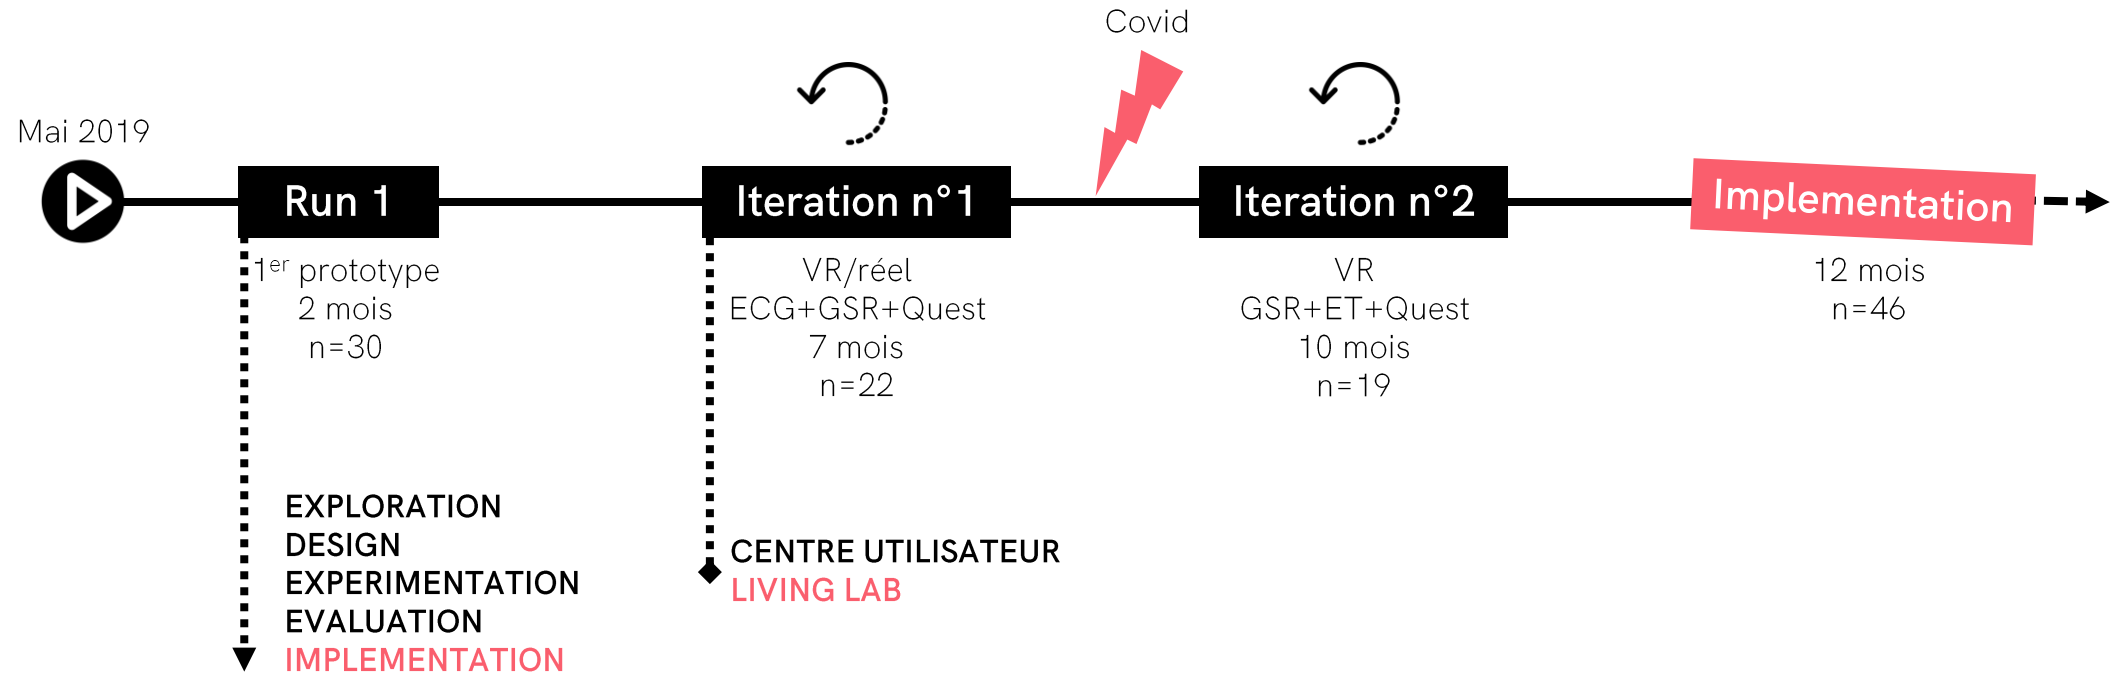 Covid
Mai 2019
Run 1
Iteration n°1
Iteration n°2
Implementation
1er prototype
2 mois
n=30
VR/réel
ECG+GSR+Quest
7 mois
n=22
VR
GSR+ET+Quest
10 mois
n=19
12 mois
n=46
EXPLORATION
DESIGN
EXPERIMENTATION
EVALUATION
IMPLEMENTATION
CENTRE UTILISATEUR
LIVING LAB